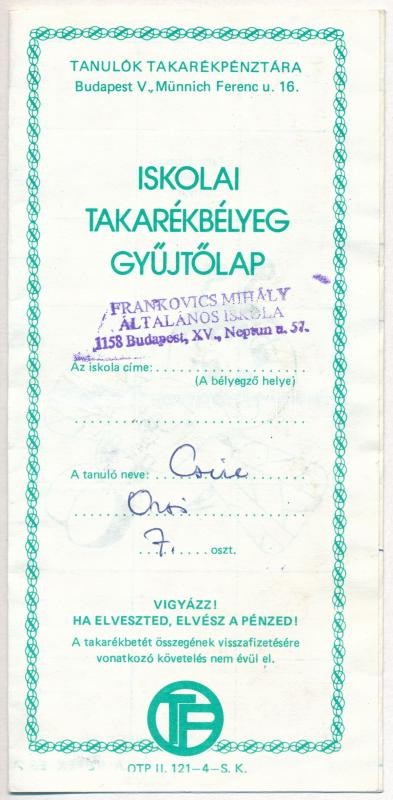 TANULÓK TAKARÉKPÉNZTÁRA
Budapest V., Münnich Ferenc u. 16.
ISKOLAI
TAKARÉKBÉLYEG
GYŰJTŐLAP
FRANKOVICS MIHÁLY
ÁLTALÁNOS ISKOLA
1158 Budapest, XV., Neptun u. 57.
Az iskola címe:
(A bélyegző helye)
A tanuló neve: Csire
Orsi
7. oszt.
VIGYÁZZ!
HA ELVESZTED, ELVÉSZ A PÉNZED!
A takarékbetét összegének visszafizetésére
vonatkozó követelés nem évül el.
OTP II. 121–4–S. K.